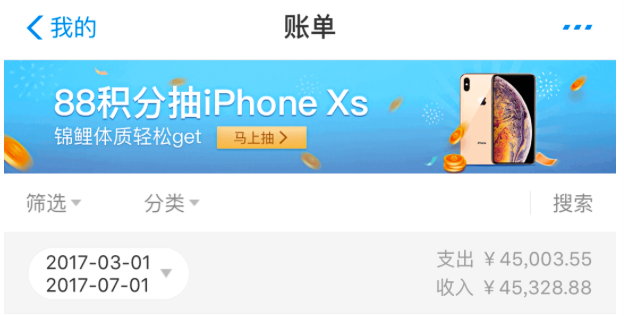 我的
账单
88积分抽iPhone Xs
锦鲤体质轻松get
马上抽
筛选
分类
搜索
2017-03-01
2017-07-01
支出 ￥45,003.55
收入 ￥45,328.88